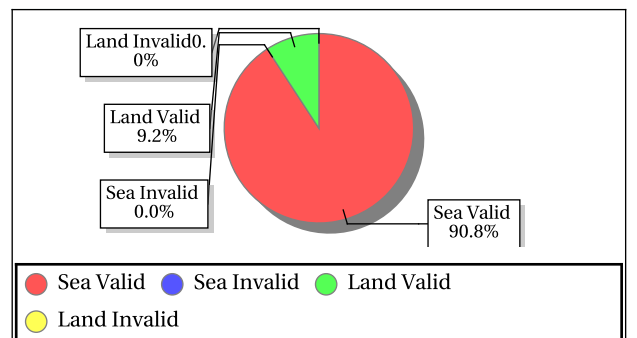 Land Invalid0.
0%
Land Valid
9.2%
Sea Invalid
0.0%
Sea Valid
90.8%
Sea Valid Sea Invalid Land Valid
Land Invalid